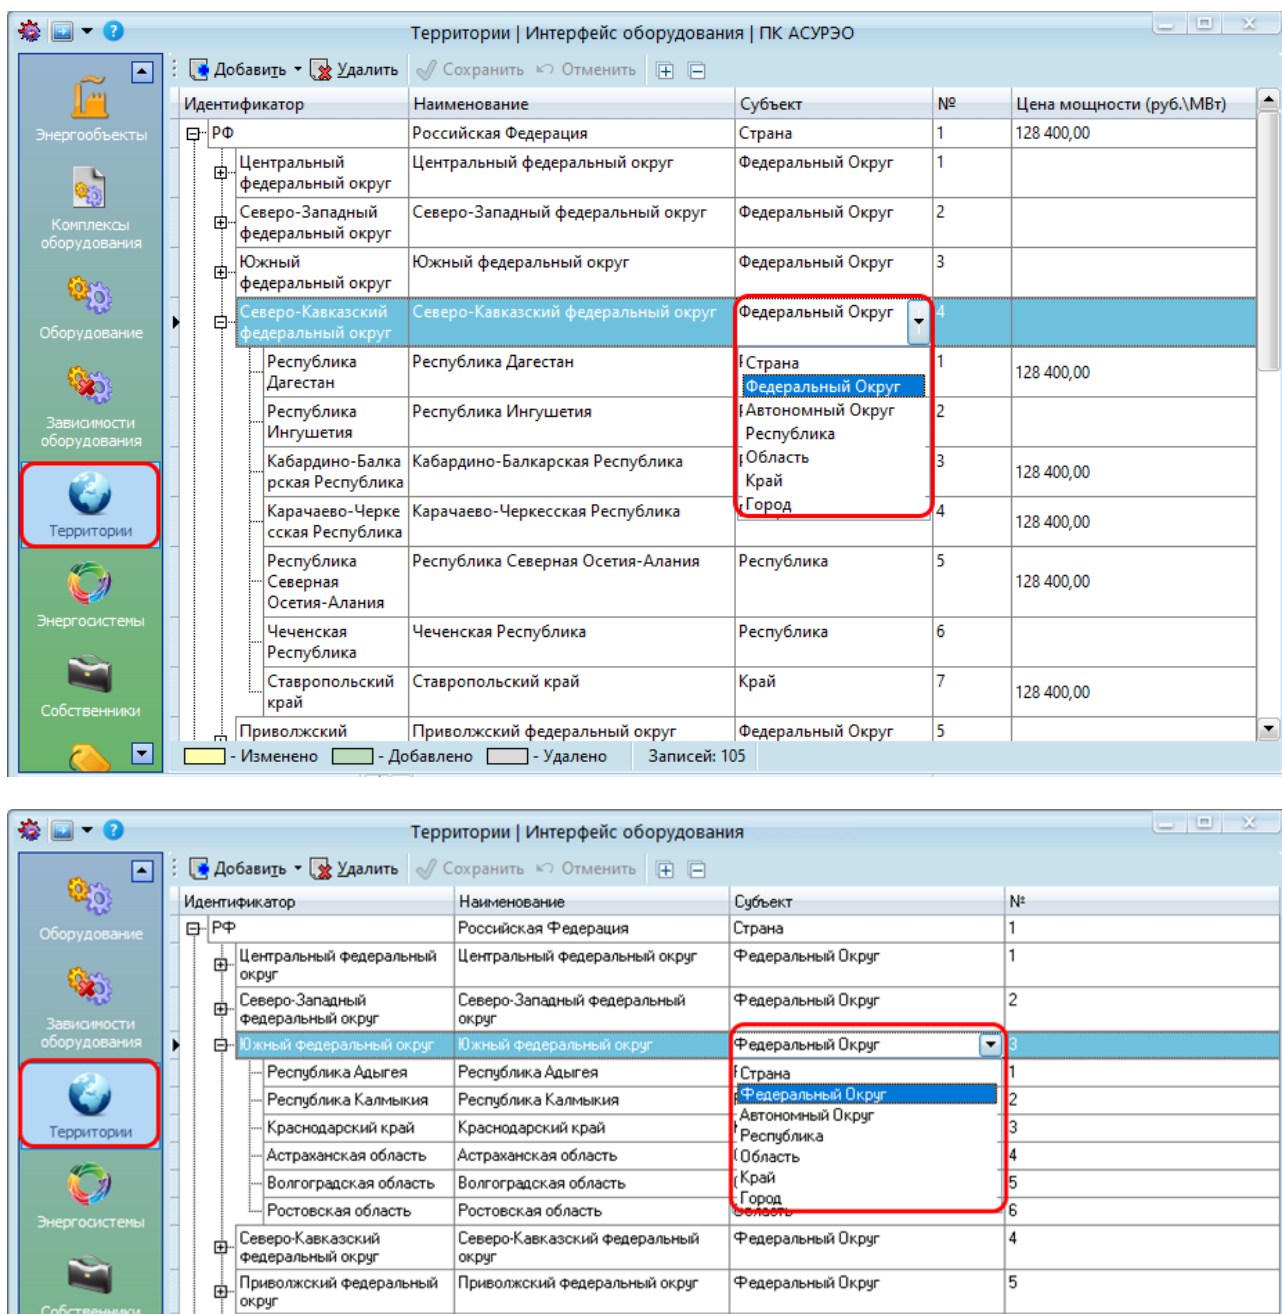 Территории | Интерфейс оборудования | ПК АСУРЭО
Добавить Удалить Сохранить Отменить
Энергообъекты
Комплексы
оборудования
Оборудование
Зависимости
оборудования
Территории
Энергосистемы
Собственники
Идентификатор Наименование Субъект № Цена мощности (руб.\МВт)
РФ Российская Федерация Страна 1 128 400,00
Центральный Центральный федеральный округ Федеральный Округ 1
федеральный округ
Северо-Западный Северо-Западный федеральный округ Федеральный Округ 2
федеральный округ
Южный Южный федеральный округ Федеральный Округ 3
федеральный округ
Северо-Кавказский Северо-Кавказский федеральный округ Федеральный Округ 4
федеральный округ
Республика Республика Дагестан 1 128 400,00
Дагестан
Республика Республика Ингушетия 2
Ингушетия
Кабардино-Балка Кабардино-Балкарская Республика 3 128 400,00
рская Республика
Карачаево-Черке Карачаево-Черкесская Республика 4 128 400,00
сская Республика
Страна
Федеральный Округ
Автономный Округ
Республика
Область
Край
Город
Республика Республика Северная Осетия-Алания Республика 5 128 400,00
Северная
Осетия-Алания
Чеченская Чеченская Республика Республика 6
Республика
Ставропольский Ставропольский край Край 7 128 400,00
край
Приволжский Приволжский федеральный округ Федеральный Округ 5
- Изменено - Добавлено - Удалено Записей: 105
Территории | Интерфейс оборудования
Добавить Удалить Сохранить Отменить
Оборудование
Зависимости
оборудования
Территории
Энергосистемы
Собственники
Идентификатор Наименование Субъект №
РФ Российская Федерация Страна 1
Центральный федеральный Центральный федеральный округ Федеральный Округ 1
округ
Северо-Западный Северо-Западный федеральный Федеральный Округ 2
федеральный округ округ
Южный федеральный округ Южный федеральный округ Федеральный Округ 3
Республика Адыгея Республика Адыгея 1
Республика Калмыкия Республика Калмыкия 2
Краснодарский край Краснодарский край 3
Астраханская область Астраханская область 4
Волгоградская область Волгоградская область 5
Ростовская область Ростовская область Область 6
Страна
Федеральный Округ
Автономный Округ
Республика
Область
Край
Город
Северо-Кавказский Северо-Кавказский федеральный Федеральный Округ 4
федеральный округ округ
Приволжский федеральный Приволжский федеральный округ Федеральный Округ 5
округ